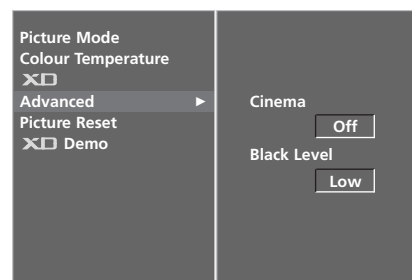 Picture Mode
Colour Temperature
XD
Advanced ►
Picture Reset
XD Demo
Cinema
Off
Black Level
Low